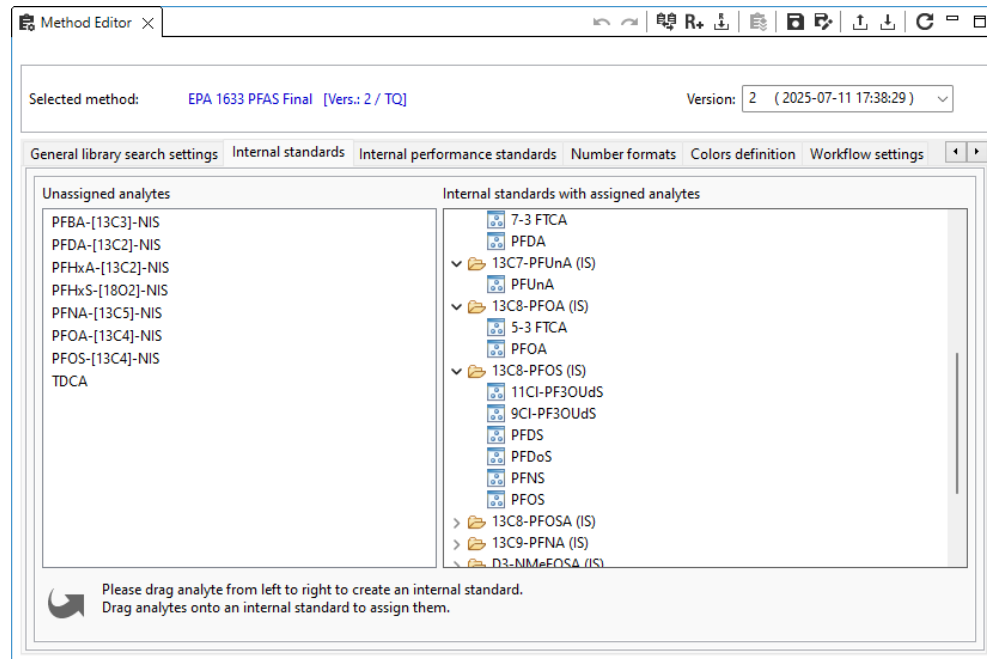 Method Editor
R+
Selected method: EPA 1633 PFAS Final [Vers.: 2 / TQ] Version: 2 ( 2025-07-11 17:38:29 )
General library search settings Internal standards Internal performance standards Number formats Colors definition Workflow settings
Unassigned analytes
PFBA-[13C3]-NIS
PFDA-[13C2]-NIS
PFHxA-[13C2]-NIS
PFHxS-[18O2]-NIS
PFNA-[13C5]-NIS
PFOA-[13C4]-NIS
PFOS-[13C4]-NIS
TDCA
Internal standards with assigned analytes
7-3 FTCA
PFDA
13C7-PFUnA (IS)
PFUnA
13C8-PFOA (IS)
5-3 FTCA
PFOA
13C8-PFOS (IS)
11Cl-PF3OUdS
9Cl-PF3OUdS
PFDS
PFDoS
PFNS
PFOS
13C8-PFOSA (IS)
13C9-PFNA (IS)
D3-NMeFOSA (IS)
Please drag analyte from left to right to create an internal standard.
Drag analytes onto an internal standard to assign them.